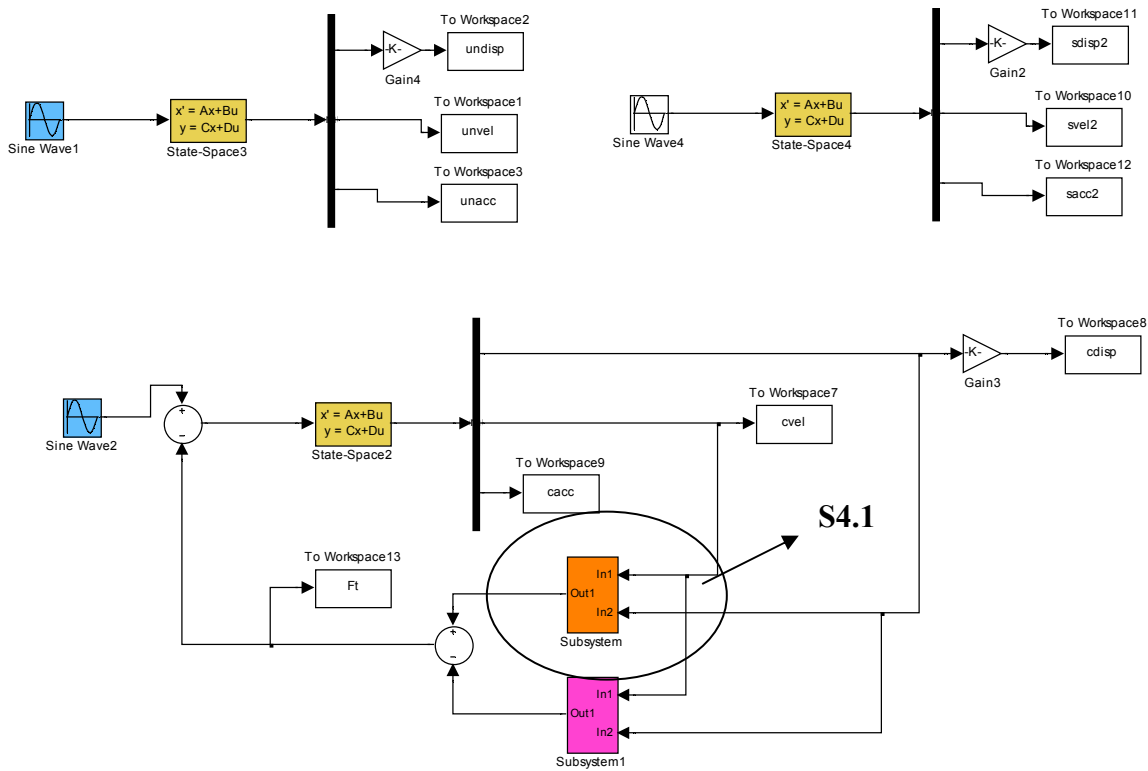 To Workspace2
-K-
undisp
Gain4
To Workspace1
x' = Ax+Bu
y = Cx+Du
unvel
Sine Wave1
State-Space3
To Workspace3
unacc
To Workspace11
-K-
sdisp2
Gain2
To Workspace10
x' = Ax+Bu
y = Cx+Du
svel2
Sine Wave4
State-Space4
To Workspace12
sacc2
To Workspace8
-K-
cdisp
Gain3
To Workspace7
+
x' = Ax+Bu
y = Cx+Du
cvel
−
Sine Wave2
State-Space2
To Workspace9
cacc
S4.1
To Workspace13
Ft
In1
Out1
In2
+
Subsystem
−
In1
Out1
In2
Subsystem1